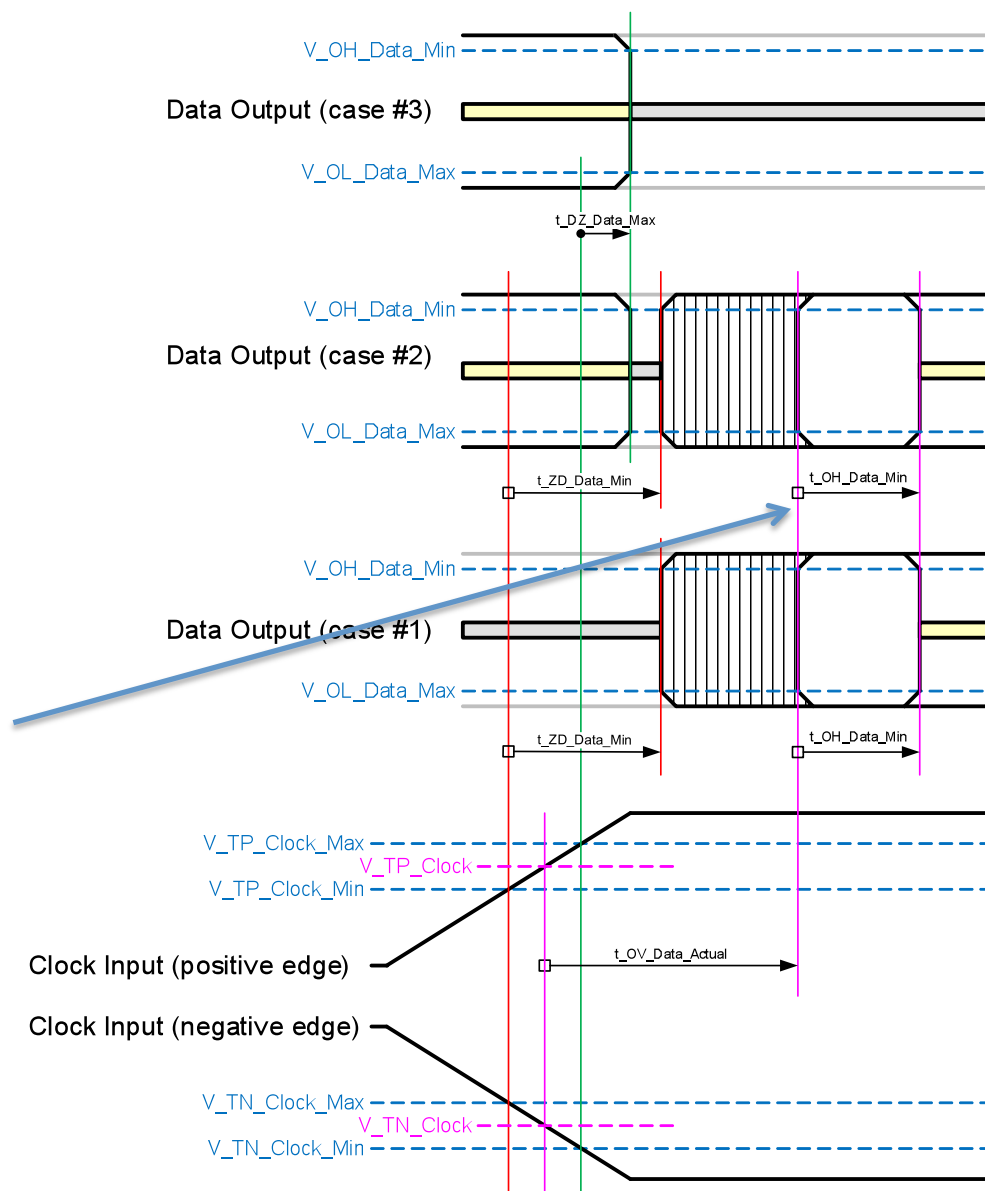 V_OH_Data_Min
Data Output (case #3)
V_OL_Data_Max
t_DZ_Data_Max
V_OH_Data_Min
Data Output (case #2)
V_OL_Data_Max
t_ZD_Data_Min
t_OH_Data_Min
V_OH_Data_Min
Data Output (case #1)
V_OL_Data_Max
t_ZD_Data_Min
t_OH_Data_Min
V_TP_Clock_Max
V_TP_Clock
V_TP_Clock_Min
Clock Input (positive edge)
t_OV_Data_Actual
Clock Input (negative edge)
V_TN_Clock_Max
V_TN_Clock
V_TN_Clock_Min